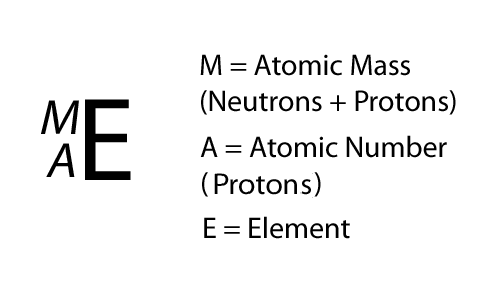 M
A
E
M = Atomic Mass
(Neutrons + Protons)
A = Atomic Number
(Protons)
E = Element